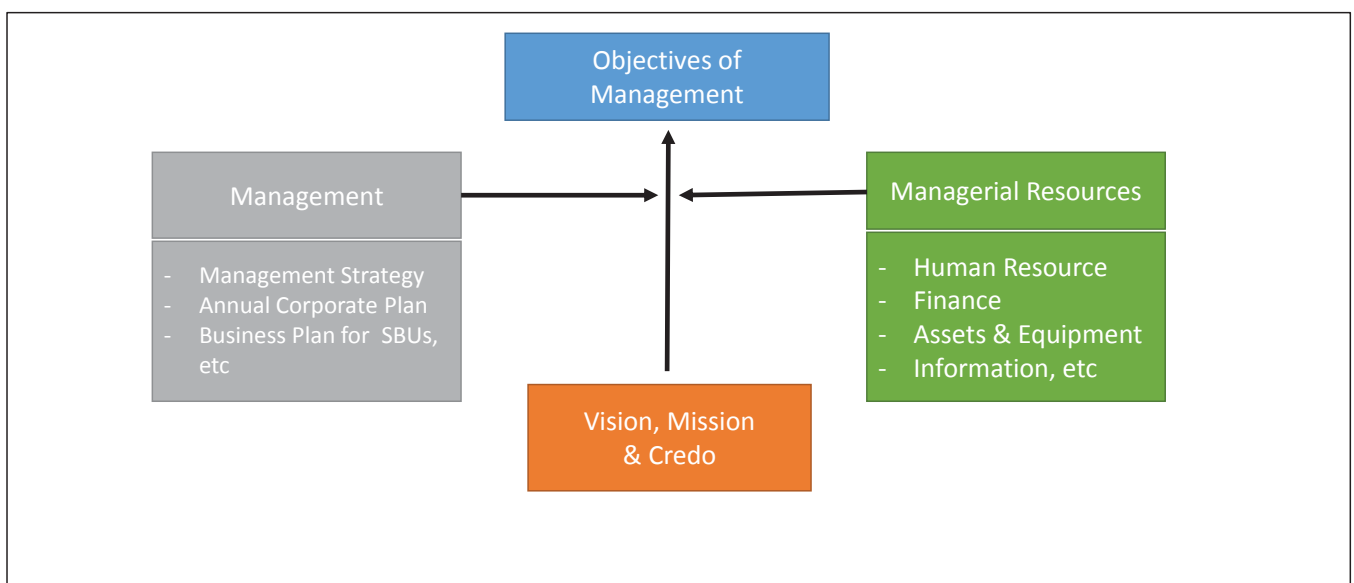 Objectives of
Management
Management
- Management Strategy
- Annual Corporate Plan
- Business Plan for SBUs,
etc
Managerial Resources
- Human Resource
- Finance
- Assets & Equipment
- Information, etc
Vision, Mission
& Credo